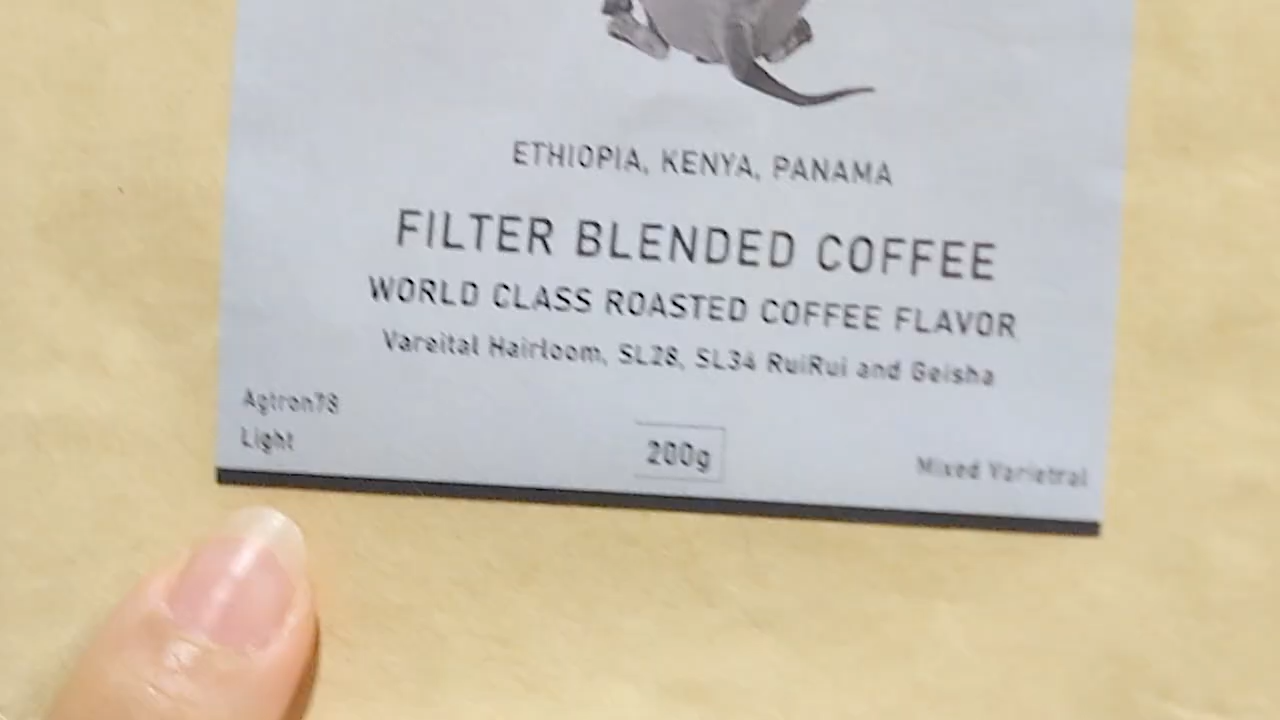 ETHIOPIA, KENYA, PANAMA
FILTER BLENDED COFFEE
WORLD CLASS ROASTED COFFEE FLAVOR
Vareital Hairloom, SL28, SL34 RuiRui and Geisha
Agtron78
Light
200g
Mixed Varietral